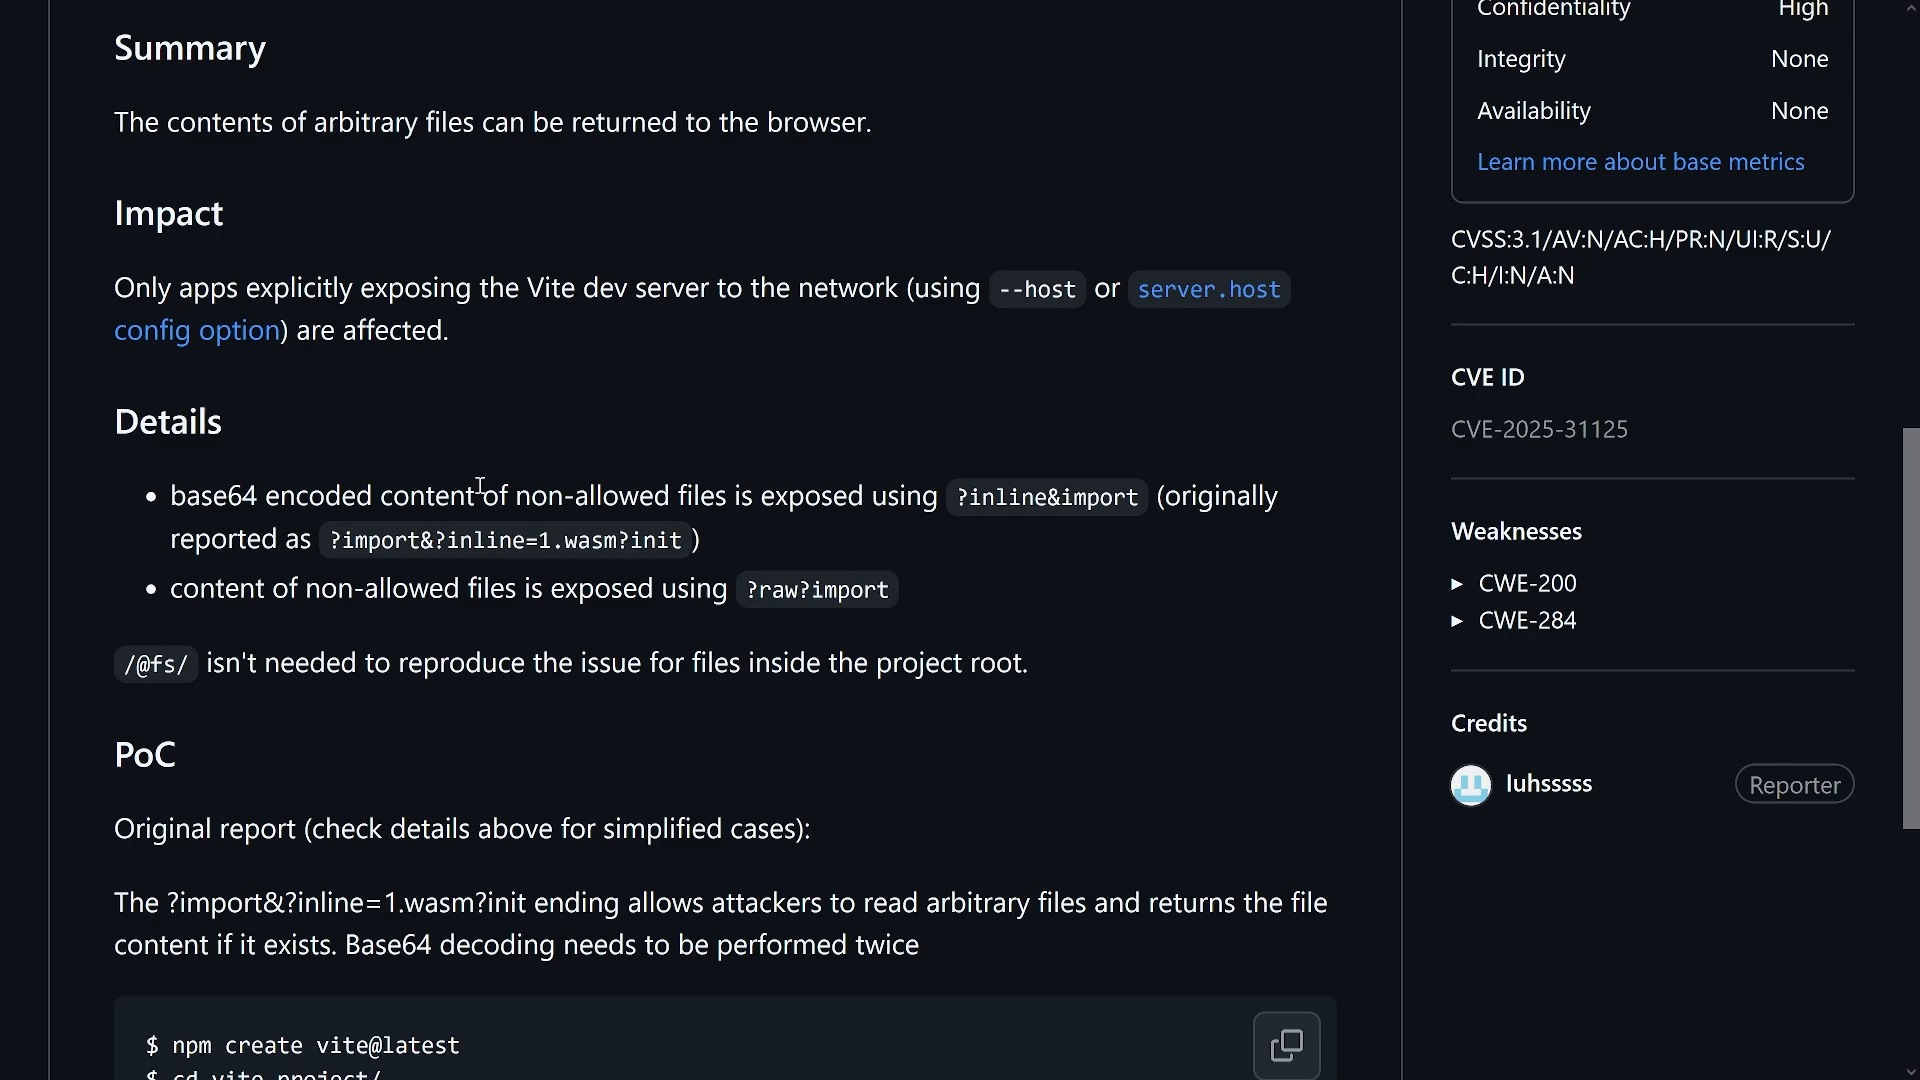 Summary
The contents of arbitrary files can be returned to the browser.
Impact
Only apps explicitly exposing the Vite dev server to the network (using --host or server.host
config option) are affected.
Details
• base64 encoded content of non-allowed files is exposed using ?inline&import (originally
reported as ?import&?inline=1.wasm?init )
• content of non-allowed files is exposed using ?raw?import
/@fs/ isn't needed to reproduce the issue for files inside the project root.
PoC
Original report (check details above for simplified cases):
The ?import&?inline=1.wasm?init ending allows attackers to read arbitrary files and returns the file
content if it exists. Base64 decoding needs to be performed twice
$ npm create vite@latest
$ cd vite-project/
Confidentiality High
Integrity None
Availability None
Learn more about base metrics
CVSS:3.1/AV:N/AC:H/PR:N/UI:R/S:U/
C:H/I:N/A:N
CVE ID
CVE-2025-31125
Weaknesses
▸ CWE-200
▸ CWE-284
Credits
luhsssss Reporter